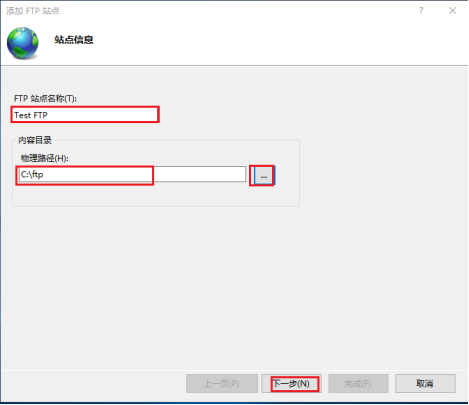 添加 FTP 站点
?
站点信息
FTP 站点名称(T):
Test FTP
内容目录
物理路径(H):
C:\ftp
...
上一页(P)
下一步(N)
完成(F)
取消